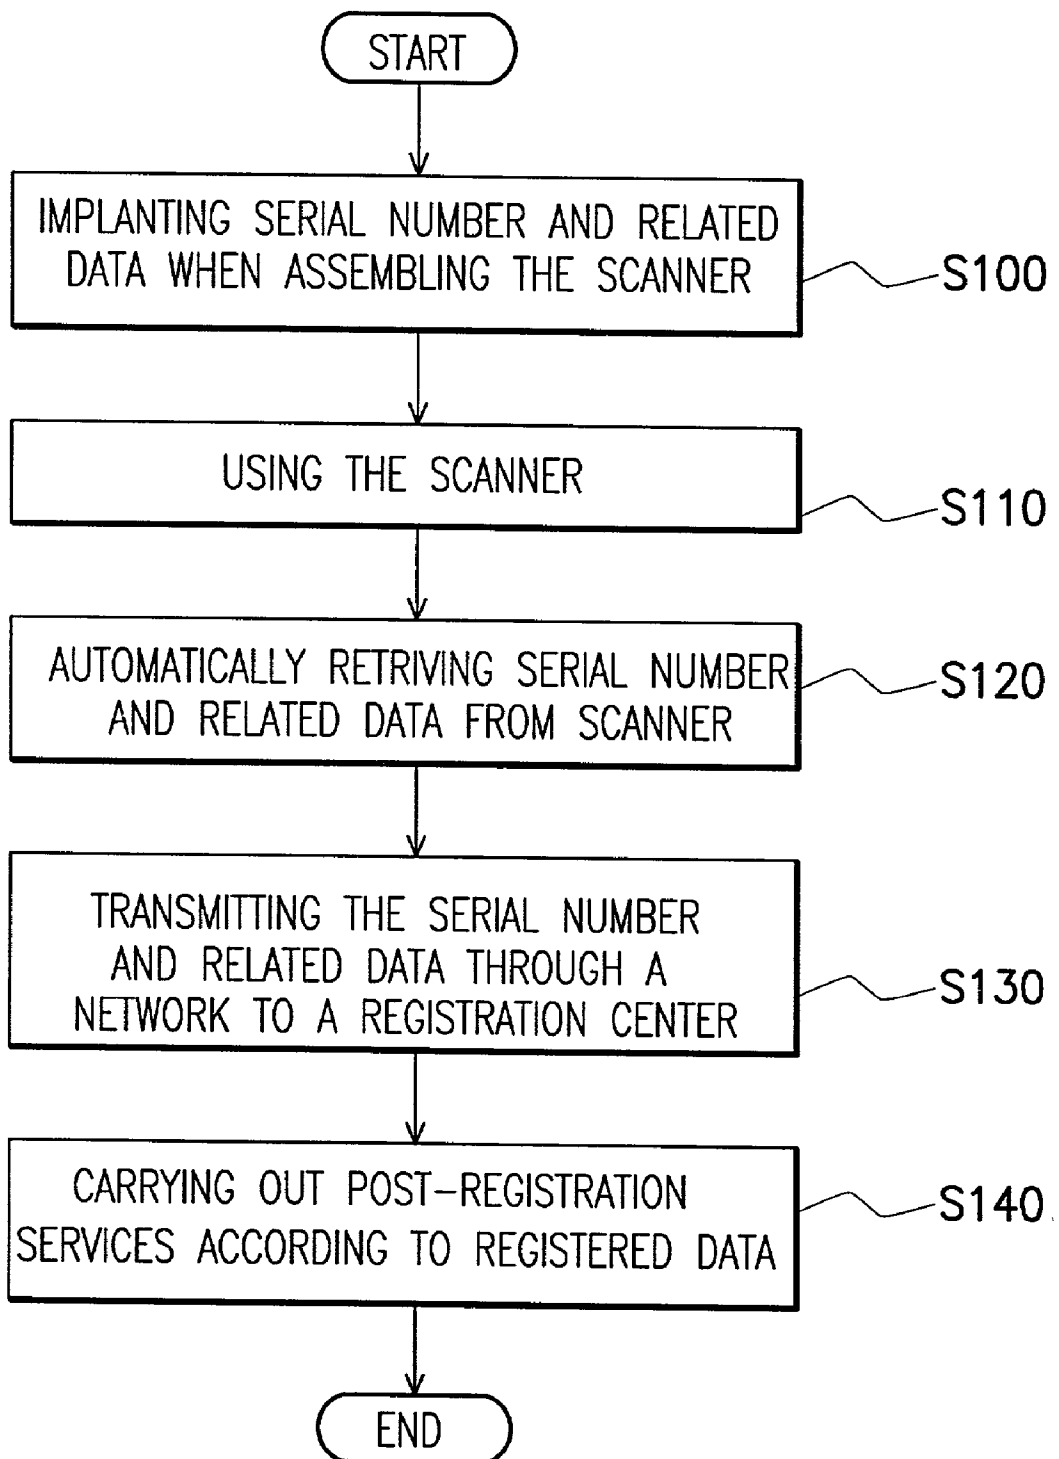 START
IMPLANTING SERIAL NUMBER AND RELATED
DATA WHEN ASSEMBLING THE SCANNER
S100
USING THE SCANNER
S110
AUTOMATICALLY RETRIVING SERIAL NUMBER
AND RELATED DATA FROM SCANNER
S120
TRANSMITTING THE SERIAL NUMBER
AND RELATED DATA THROUGH A
NETWORK TO A REGISTRATION CENTER
S130
CARRYING OUT POST-REGISTRATION
SERVICES ACCORDING TO REGISTERED DATA
S140
END